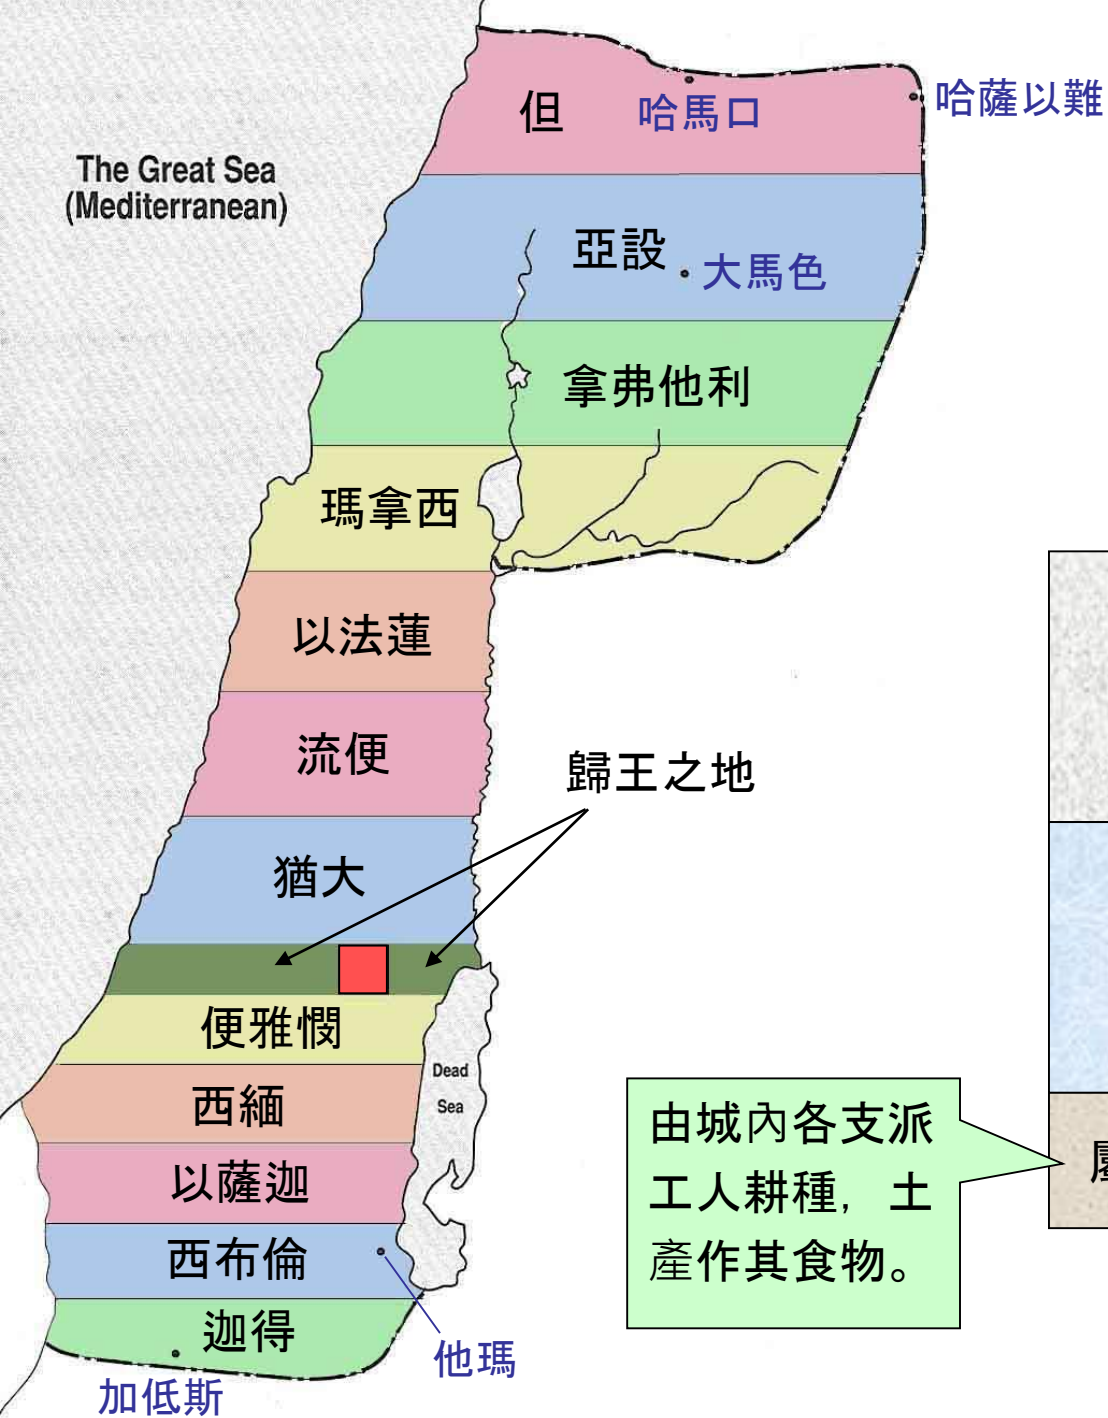 但
哈馬口
哈薩以難
The Great Sea
(Mediterranean)
亞設
大馬色
拿弗他利
瑪拿西
以法蓮
流便
歸王之地
猶大
便雅憫
Dead
Sea
西緬
由城內各支派
工人耕種，土
產作其食物。
以薩迦
西布倫
迦得
他瑪
加低斯